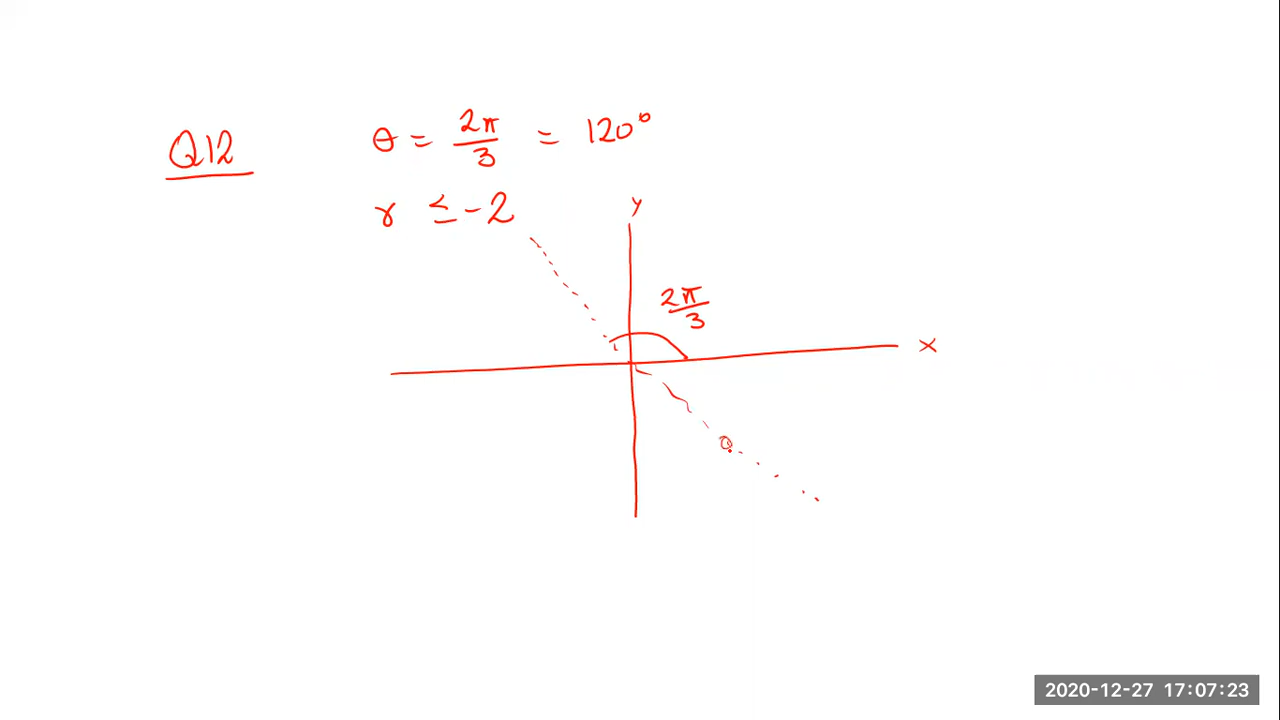 Q12
θ = 2π/3 = 120°
r ≤ -2
y
2π/3
x
2020-12-27 17:07:23